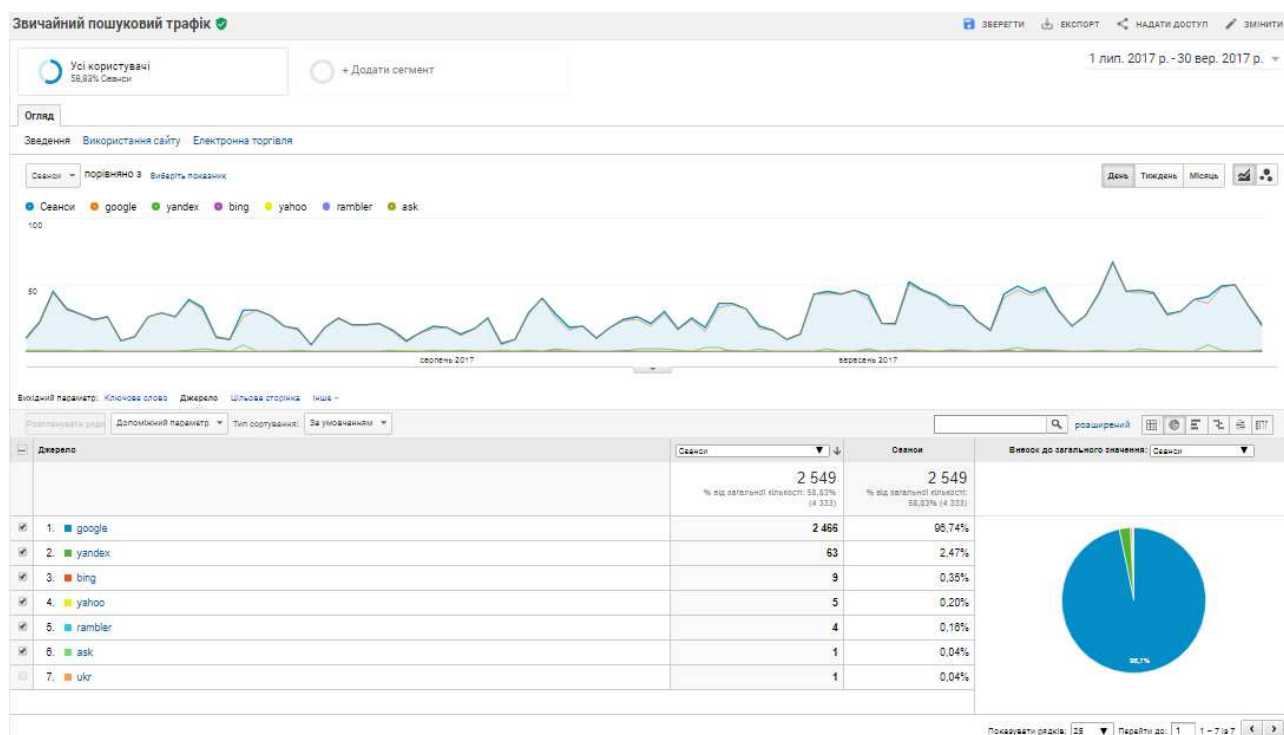 Звичайний пошуковий трафік
ЗБЕРЕГТИ ЕКСПОРТ НАДАТИ ДОСТУП ЗМІНИТИ
Усі користувачі
58,83% Сеанси
+ Додати сегмент
1 лип. 2017 р. - 30 вер. 2017 р.
Огляд
Зведення Використання сайту Електронна торгівля
Сеанси порівняно з Виберіть показник
День Тиждень Місяць
Сеанси google yandex bing yahoo rambler ask
100
50
серпень 2017 вересень 2017
Вихідний параметр: Ключове слово Джерело Цільова сторінка Інше
Розпланувати ряди Допоміжний параметр Тип сортування: За умовчанням
розширений
Джерело Сеанси Сеанси Внесок до загального значення: Сеанси
2 549 2 549
% від загальної кількості: 58,83% (4 333) % від загальної кількості: 58,83% (4 333)
1. google 2 466 96,74%
2. yandex 63 2,47%
3. bing 9 0,35%
4. yahoo 5 0,20%
5. rambler 4 0,16%
6. ask 1 0,04%
7. ukr 1 0,04%
96,7%
Показувати рядків: 25 Перейти до: 1 1 – 7 із 7